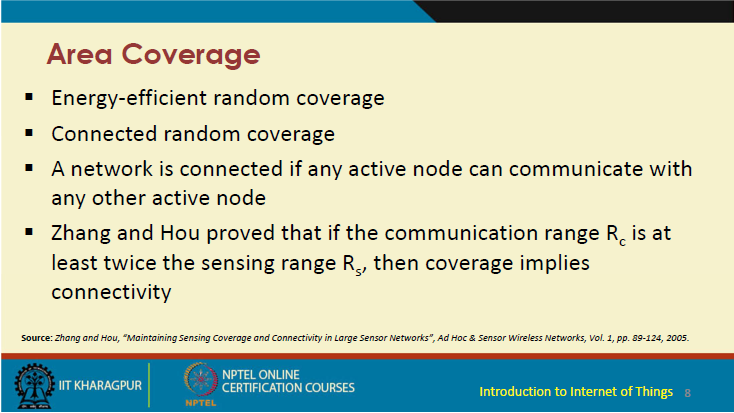 Area Coverage
▪ Energy-efficient random coverage
▪ Connected random coverage
▪ A network is connected if any active node can communicate with
any other active node
▪ Zhang and Hou proved that if the communication range Rc is at
least twice the sensing range Rs, then coverage implies
connectivity
Source: Zhang and Hou, “Maintaining Sensing Coverage and Connectivity in Large Sensor Networks”, Ad Hoc & Sensor Wireless Networks, Vol. 1, pp. 89-124, 2005.
IIT KHARAGPUR
NPTEL
NPTEL ONLINE
CERTIFICATION COURSES
Introduction to Internet of Things 8